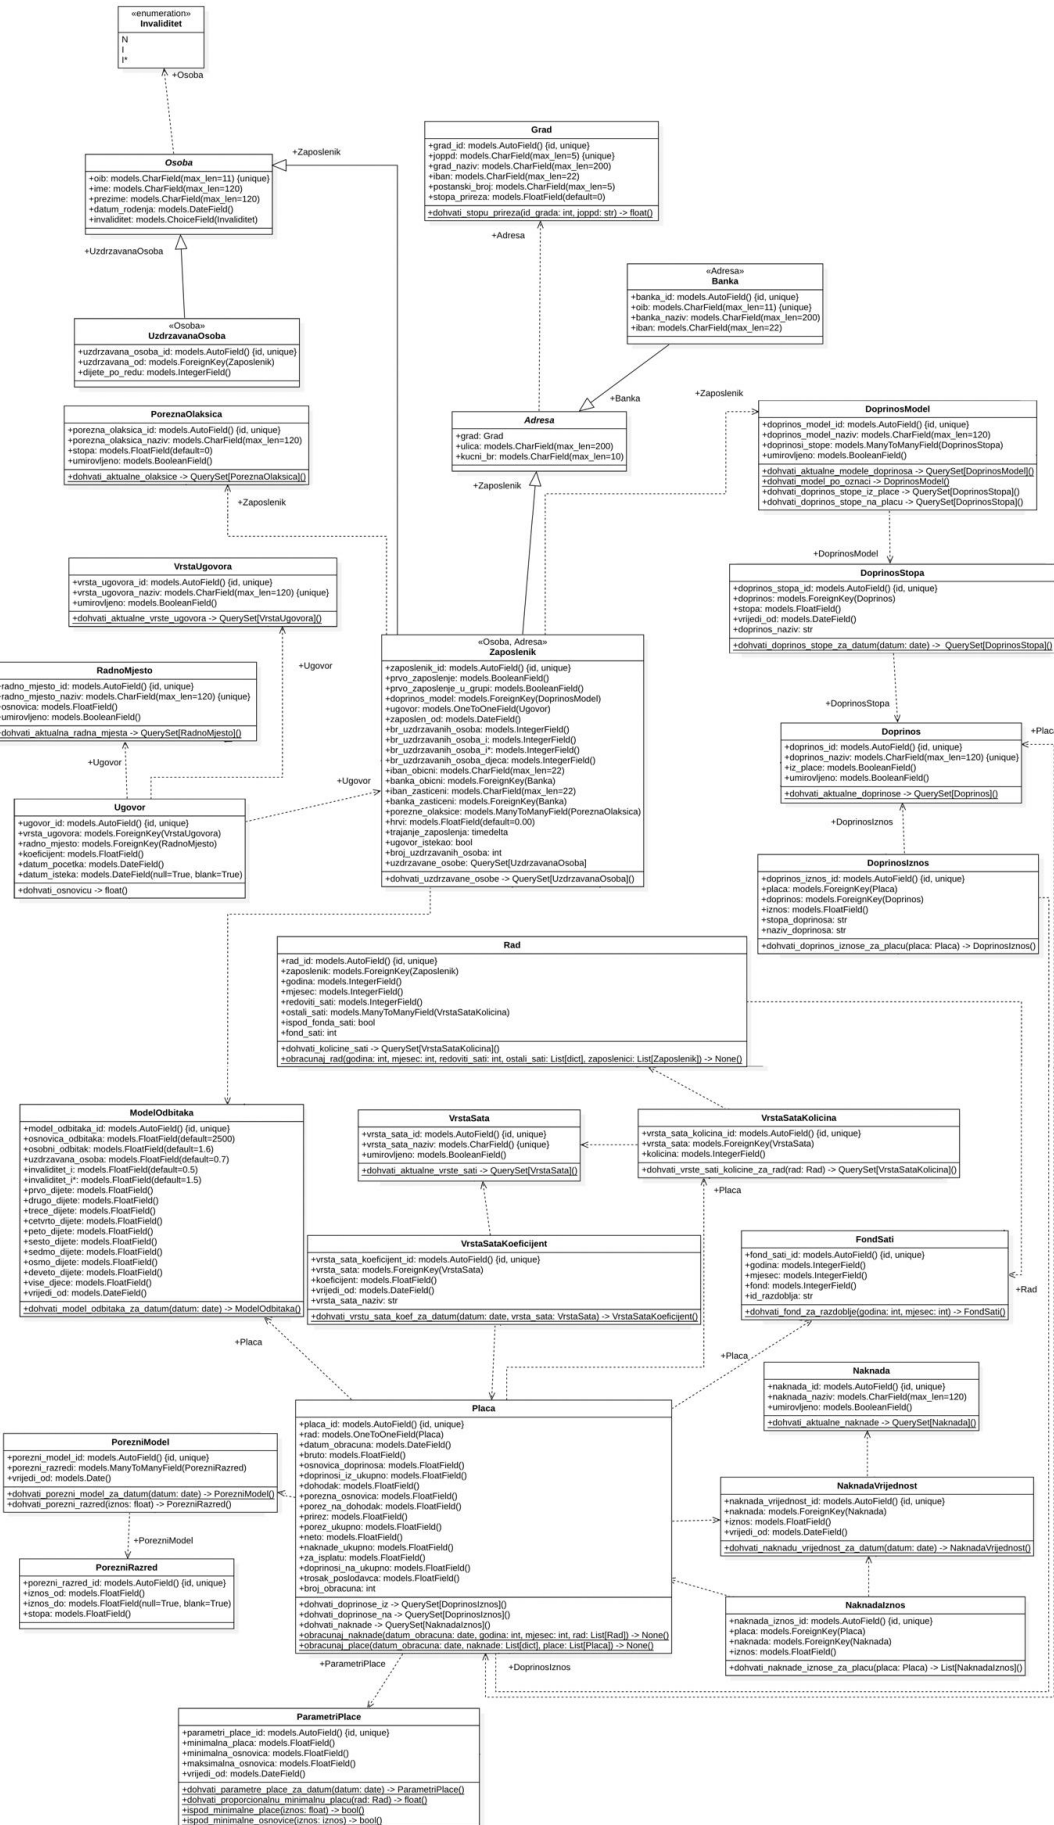 «enumeration»
Invaliditet
N
I
I*
+Osoba
Osoba
+oib: models.CharField(max_len=11) {unique}
+ime: models.CharField(max_len=120)
+prezime: models.CharField(max_len=120)
+datum_rodenja: models.DateField()
+invaliditet: models.ChoiceField(Invaliditet)
+Zaposlenik
+UzdrzavanaOsoba
Grad
+grad_id: models.AutoField() {id, unique}
+joppd: models.CharField(max_len=5) {unique}
+grad_naziv: models.CharField(max_len=200)
+iban: models.CharField(max_len=22)
+postanski_broj: models.CharField(max_len=5)
+stopa_prireza: models.FloatField(default=0)
+dohvati_stopu_prireza(id_grada: int, joppd: str) -> float()
+Adresa
«Adresa»
Banka
+banka_id: models.AutoField() {id, unique}
+oib: models.CharField(max_len=11) {unique}
+banka_naziv: models.CharField(max_len=200)
+iban: models.CharField(max_len=22)
+Banka
«Osoba»
UzdrzavanaOsoba
+uzdrzavana_osoba_id: models.AutoField() {id, unique}
+uzdrzavana_od: models.ForeignKey(Zaposlenik)
+dijete_po_redu: models.IntegerField()
PoreznaOlaksica
+porezna_olaksica_id: models.AutoField() {id, unique}
+porezna_olaksica_naziv: models.CharField(max_len=120)
+stopa: models.FloatField(default=0)
+umirovljeno: models.BooleanField()
+dohvati_aktualne_olaksice -> QuerySet[PoreznaOlaksica]()
+Zaposlenik
Adresa
+grad: Grad
+ulica: models.CharField(max_len=200)
+kucni_br: models.CharField(max_len=10)
+Zaposlenik
+Zaposlenik
DoprinosModel
+doprinos_model_id: models.AutoField() {id, unique}
+doprinos_model_naziv: models.CharField(max_len=120)
+doprinosi_stope: models.ManyToManyField(DoprinosStopa)
+umirovljeno: models.BooleanField()
+dohvati_aktualne_modele_doprinosa -> QuerySet[DoprinosModel]()
+dohvati_model_po_oznaci -> DoprinosModel()
+dohvati_doprinos_stope_iz_place -> QuerySet[DoprinosStopa]()
+dohvati_doprinos_stope_na_placu -> QuerySet[DoprinosStopa]()
+DoprinosModel
DoprinosStopa
+doprinos_stopa_id: models.AutoField() {id, unique}
+doprinos: models.ForeignKey(Doprinos)
+stopa: models.FloatField()
+vrijedi_od: models.DateField()
+doprinos_naziv: str
+dohvati_doprinos_stope_za_datum(datum: date) -> QuerySet[DoprinosStopa]()
+DoprinosStopa
VrstaUgovora
+vrsta_ugovora_id: models.AutoField() {id, unique}
+vrsta_ugovora_naziv: models.CharField(max_len=120) {unique}
+umirovljeno: models.BooleanField()
+dohvati_aktualne_vrste_ugovora -> QuerySet[VrstaUgovora]()
+Ugovor
RadnoMjesto
+radno_mjesto_id: models.AutoField() {id, unique}
+radno_mjesto_naziv: models.CharField(max_len=120) {unique}
+osnovica: models.FloatField()
+umirovljeno: models.BooleanField()
+dohvati_aktualna_radna_mjesta -> QuerySet[RadnoMjesto]()
+Ugovor
Ugovor
+ugovor_id: models.AutoField() {id, unique}
+vrsta_ugovora: models.ForeignKey(VrstaUgovora)
+radno_mjesto: models.ForeignKey(RadnoMjesto)
+koeficijent: models.FloatField()
+datum_pocetka: models.DateField()
+datum_isteka: models.DateField(null=True, blank=True)
+dohvati_osnovicu -> float()
+Ugovor
«Osoba, Adresa»
Zaposlenik
+zaposlenik_id: models.AutoField() {id, unique}
+prvo_zaposlenje: models.BooleanField()
+prvo_zaposlenje_u_grupi: models.BooleanField()
+doprinos_model: models.ForeignKey(DoprinosModel)
+ugovor: models.OneToOneField(Ugovor)
+zaposlen_od: models.DateField()
+br_uzdrzavanih_osoba: models.IntegerField()
+br_uzdrzavanih_osoba_i: models.IntegerField()
+br_uzdrzavanih_osoba_i*: models.IntegerField()
+br_uzdrzavanih_osoba_djeca: models.IntegerField()
+iban_obicni: models.CharField(max_len=22)
+banka_obicni: models.ForeignKey(Banka)
+iban_zasticeni: models.CharField(max_len=22)
+banka_zasticeni: models.ForeignKey(Banka)
+porezne_olaksice: models.ManyToManyField(PoreznaOlaksica)
+hrvi: models.FloatField(default=0.00)
+trajanje_zaposlenja: timedelta
+ugovor_istekao: bool
+broj_uzdrzavanih_osoba: int
+uzdrzavane_osobe: QuerySet[UzdrzavanaOsoba]
+dohvati_uzdrzavane_osobe -> QuerySet[UzdrzavanaOsoba]()
Doprinos
+doprinos_id: models.AutoField() {id, unique}
+doprinos_naziv: models.CharField(max_len=120) {unique}
+iz_place: models.BooleanField()
+umirovljeno: models.BooleanField()
+dohvati_aktualne_doprinose -> QuerySet[Doprinos]()
+DoprinosIznos
DoprinosIznos
+doprinos_iznos_id: models.AutoField() {id, unique}
+placa: models.ForeignKey(Placa)
+doprinos: models.ForeignKey(Doprinos)
+iznos: models.FloatField()
+stopa_doprinosa: str
+naziv_doprinosa: str
+dohvati_doprinos_iznose_za_placu(placa: Placa) -> DoprinosIznos()
Rad
+rad_id: models.AutoField() {id, unique}
+zaposlenik: models.ForeignKey(Zaposlenik)
+godina: models.IntegerField()
+mjesec: models.IntegerField()
+redoviti_sati: models.IntegerField()
+ostali_sati: models.ManyToManyField(VrstaSataKolicina)
+ispod_fonda_sati: bool
+fond_sati: int
+dohvati_kolicine_sati -> QuerySet[VrstaSataKolicina]()
+obracunaj_rad(godina: int, mjesec: int, redoviti_sati: int, ostali_sati: List[dict], zaposlenici: List[Zaposlenik]) -> None()
ModelOdbitaka
+model_odbitaka_id: models.AutoField() {id, unique}
+osnovica_odbitaka: models.FloatField(default=2500)
+osobni_odbitak: models.FloatField(default=1.6)
+uzdrzavana_osoba: models.FloatField(default=0.7)
+invaliditet_i: models.FloatField(default=0.5)
+invaliditet_i*: models.FloatField(default=1.5)
+prvo_dijete: models.FloatField()
+drugo_dijete: models.FloatField()
+trece_dijete: models.FloatField()
+cetvrto_dijete: models.FloatField()
+peto_dijete: models.FloatField()
+sesto_dijete: models.FloatField()
+sedmo_dijete: models.FloatField()
+osmo_dijete: models.FloatField()
+deveto_dijete: models.FloatField()
+vise_djece: models.FloatField()
+vrijedi_od: models.DateField()
+dohvati_model_odbitaka_za_datum(datum: date) -> ModelOdbitaka()
+Placa
VrstaSata
+vrsta_sata_id: models.AutoField() {id, unique}
+vrsta_sata_naziv: models.CharField() {unique}
+umirovljeno: models.BooleanField()
+dohvati_aktualne_vrste_sati -> QuerySet[VrstaSata]()
VrstaSataKolicina
+vrsta_sata_kolicina_id: models.AutoField() {id, unique}
+vrsta_sata: models.ForeignKey(VrstaSata)
+kolicina: models.IntegerField()
+dohvati_vrste_sati_kolicine_za_rad(rad: Rad) -> QuerySet[VrstaSataKolicina]()
+Placa
VrstaSataKoeficijent
+vrsta_sata_koeficijent_id: models.AutoField() {id, unique}
+vrsta_sata: models.ForeignKey(VrstaSata)
+koeficijent: models.FloatField()
+vrijedi_od: models.DateField()
+vrsta_sata_naziv: str
+dohvati_vrstu_sata_koef_za_datum(datum: date, vrsta_sata: VrstaSata) -> VrstaSataKoeficijent()
FondSati
+fond_sati_id: models.AutoField() {id, unique}
+godina: models.IntegerField()
+mjesec: models.IntegerField()
+fond: models.IntegerField()
+id_razdoblja: str
+dohvati_fond_za_razdoblje(godina: int, mjesec: int) -> FondSati()
+Rad
+Placa
Naknada
+naknada_id: models.AutoField() {id, unique}
+naknada_naziv: models.CharField(max_len=120)
+umirovljeno: models.BooleanField()
+dohvati_aktualne_naknade -> QuerySet[Naknada]()
Placa
+placa_id: models.AutoField() {id, unique}
+rad: models.OneToOneField(Placa)
+datum_obracuna: models.DateField()
+bruto: models.FloatField()
+osnovica_doprinosa: models.FloatField()
+doprinosi_iz_ukupno: models.FloatField()
+dohodak: models.FloatField()
+porezna_osnovica: models.FloatField()
+porez_na_dohodak: models.FloatField()
+prirez: models.FloatField()
+porez_ukupno: models.FloatField()
+neto: models.FloatField()
+naknade_ukupno: models.FloatField()
+za_isplatu: models.FloatField()
+doprinosi_na_ukupno: models.FloatField()
+trosak_poslodavca: models.FloatField()
+broj_obracuna: int
+dohvati_doprinose_iz -> QuerySet[DoprinosIznos]()
+dohvati_doprinose_na -> QuerySet[DoprinosIznos]()
+dohvati_naknade -> QuerySet[NaknadaIznos]()
+obracunaj_naknade(datum_obracuna: date, godina: int, mjesec: int, rad: List[Rad]) -> None()
+obracunaj_place(datum_obracuna: date, naknade: List[dict], place: List[Placa]) -> None()
PorezniModel
+porezni_model_id: models.AutoField() {id, unique}
+porezni_razredi: models.ManyToManyField(PorezniRazred)
+vrijedi_od: models.Date()
+dohvati_porezni_model_za_datum(datum: date) -> PorezniModel()
+dohvati_porezni_razred(iznos: float) -> PorezniRazred()
+PorezniModel
PorezniRazred
+porezni_razred_id: models.AutoField() {id, unique}
+iznos_od: models.FloatField()
+iznos_do: models.FloatField(null=True, blank=True)
+stopa: models.FloatField()
NaknadaVrijednost
+naknada_vrijednost_id: models.AutoField() {id, unique}
+naknada: models.ForeignKey(Naknada)
+iznos: models.FloatField()
+vrijedi_od: models.DateField()
+dohvati_naknadu_vrijednost_za_datum(datum: date) -> NaknadaVrijednost()
NaknadaIznos
+naknada_iznos_id: models.AutoField() {id, unique}
+placa: models.ForeignKey(Placa)
+naknada: models.ForeignKey(Naknada)
+iznos: models.FloatField()
+dohvati_naknade_iznose_za_placu(placa: Placa) -> List[NaknadaIznos]()
+ParametriPlace
+DoprinosIznos
ParametriPlace
+parametri_place_id: models.AutoField() {id, unique}
+minimalna_placa: models.FloatField()
+minimalna_osnovica: models.FloatField()
+maksimalna_osnovica: models.FloatField()
+vrijedi_od: models.DateField()
+dohvati_parametre_place_za_datum(datum: date) -> ParametriPlace()
+dohvati_proporcionalnu_minimalnu_placu(rad: Rad) -> float()
+ispod_minimalne_place(iznos: float) -> bool()
+ispod_minimalne_osnovice(iznos: iznos) -> bool()